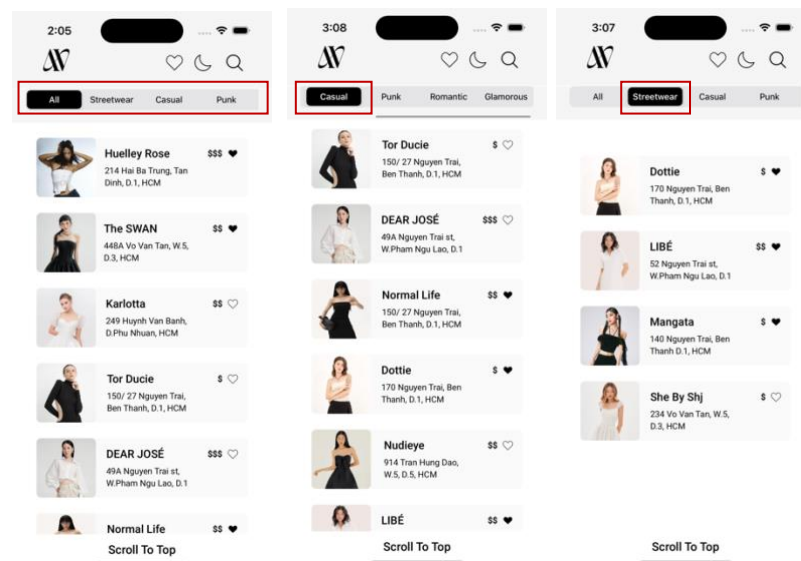 2:05
All Streetwear Casual Punk
Huelley Rose $$$
214 Hai Ba Trung, Tan
Dinh, D.1, HCM
The SWAN $$
448A Vo Van Tan, W.5,
D.3, HCM
Karlotta $$
249 Huynh Van Banh,
D.Phu Nhuan, HCM
Tor Ducie $
150/ 27 Nguyen Trai,
Ben Thanh, D.1, HCM
DEAR JOSÉ $$$
49A Nguyen Trai st,
W.Pham Ngu Lao, D.1
Normal Life $$
Scroll To Top
3:08
Casual Punk Romantic Glamorous
Tor Ducie $
150/ 27 Nguyen Trai,
Ben Thanh, D.1, HCM
DEAR JOSÉ $$$
49A Nguyen Trai st,
W.Pham Ngu Lao, D.1
Normal Life $$
150/ 27 Nguyen Trai,
Ben Thanh, D.1, HCM
Dottie $
170 Nguyen Trai, Ben
Thanh, D.1, HCM
Nudieye $$
914 Tran Hung Dao,
W.5, D.5, HCM
LIBÉ $$
Scroll To Top
3:07
All Streetwear Casual Punk
Dottie $
170 Nguyen Trai, Ben
Thanh, D.1, HCM
LIBÉ $$
52 Nguyen Trai st,
W.Pham Ngu Lao, D.1
Mangata $
140 Nguyen Trai, Ben
Thanh D.1, HCM
She By Shj $
234 Vo Van Tan, W.5,
D.3, HCM
Scroll To Top